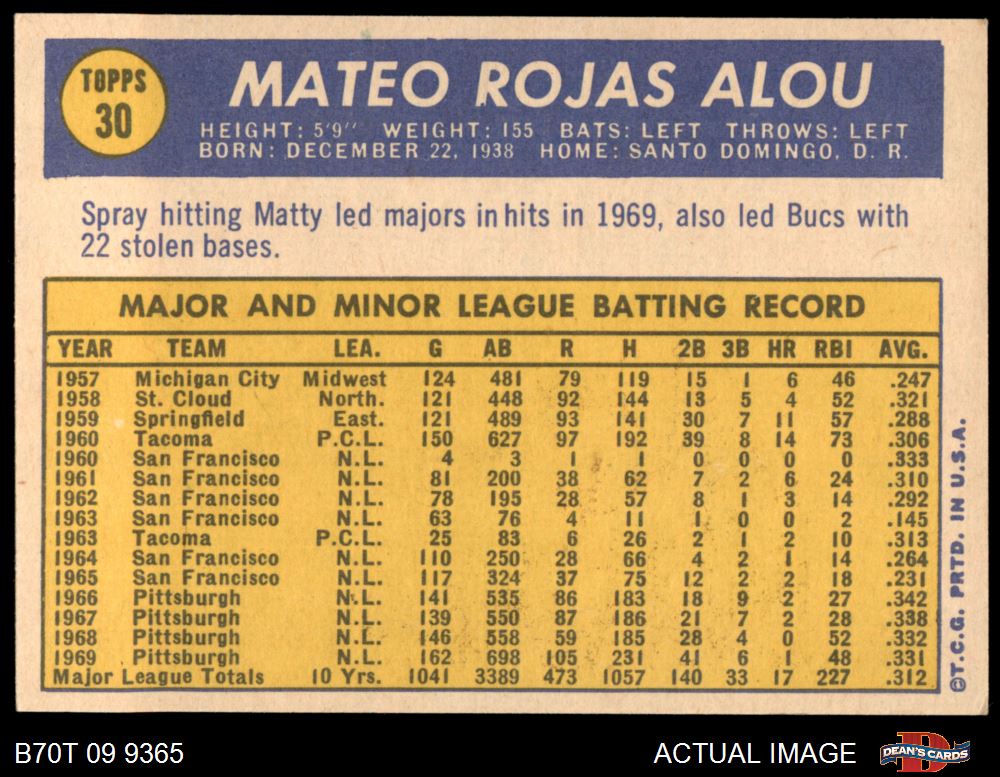 TOPPS
30
MATEO ROJAS ALOU
HEIGHT: 5'9" WEIGHT: 155 BATS: LEFT THROWS: LEFT
BORN: DECEMBER 22, 1938 HOME: SANTO DOMINGO, D. R.
Spray hitting Matty led majors in hits in 1969, also led Bucs with
22 stolen bases.
MAJOR AND MINOR LEAGUE BATTING RECORD
YEAR TEAM LEA. G AB R H 2B 3B HR RBI AVG.
1957 Michigan City Midwest 124 481 79 119 15 1 6 46 .247
1958 St. Cloud North. 121 448 92 144 13 5 4 52 .321
1959 Springfield East. 121 489 93 141 30 7 11 57 .288
1960 Tacoma P.C.L. 150 627 97 192 39 8 14 73 .306
1960 San Francisco N.L. 4 3 1 1 0 0 0 0 .333
1961 San Francisco N.L. 81 200 38 62 7 2 6 24 .310
1962 San Francisco N.L. 78 195 28 57 8 1 3 14 .292
1963 San Francisco N.L. 63 76 4 11 1 0 0 2 .145
1963 Tacoma P.C.L. 25 83 6 26 2 1 2 10 .313
1964 San Francisco N.L. 110 250 28 66 4 2 1 14 .264
1965 San Francisco N.L. 117 324 37 75 12 2 2 18 .231
1966 Pittsburgh N.L. 141 535 86 183 18 9 2 27 .342
1967 Pittsburgh N.L. 139 550 87 186 21 7 2 28 .338
1968 Pittsburgh N.L. 146 558 59 185 28 4 0 52 .332
1969 Pittsburgh N.L. 162 698 105 231 41 6 1 48 .331
Major League Totals 10 Yrs. 1041 3389 473 1057 140 33 17 227 .312
©T.C.G. PRTD. IN U.S.A.
B70T 09 9365
ACTUAL IMAGE
DEAN'S CARDS